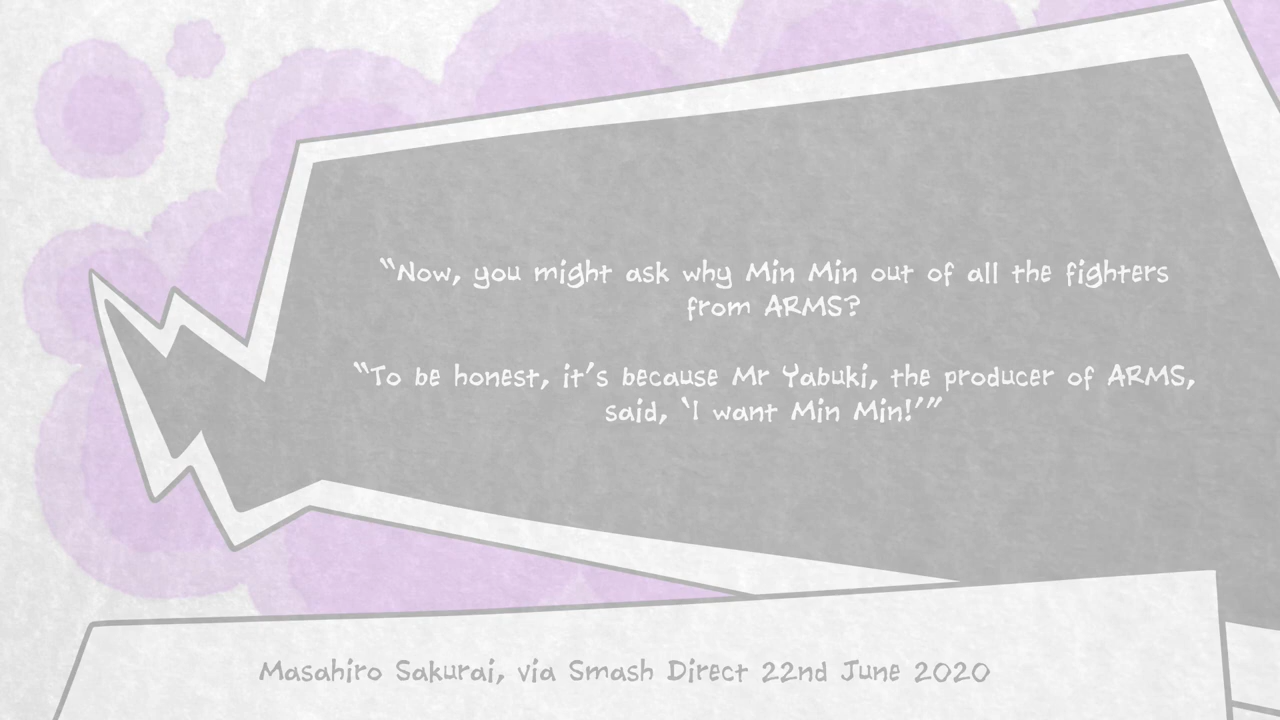 “Now, you might ask why Min Min out of all the fighters
from ARMS?
“To be honest, it’s because Mr Yabuki, the producer of ARMS,
said, ‘I want Min Min!’”
Masahiro Sakurai, via Smash Direct 22nd June 2020